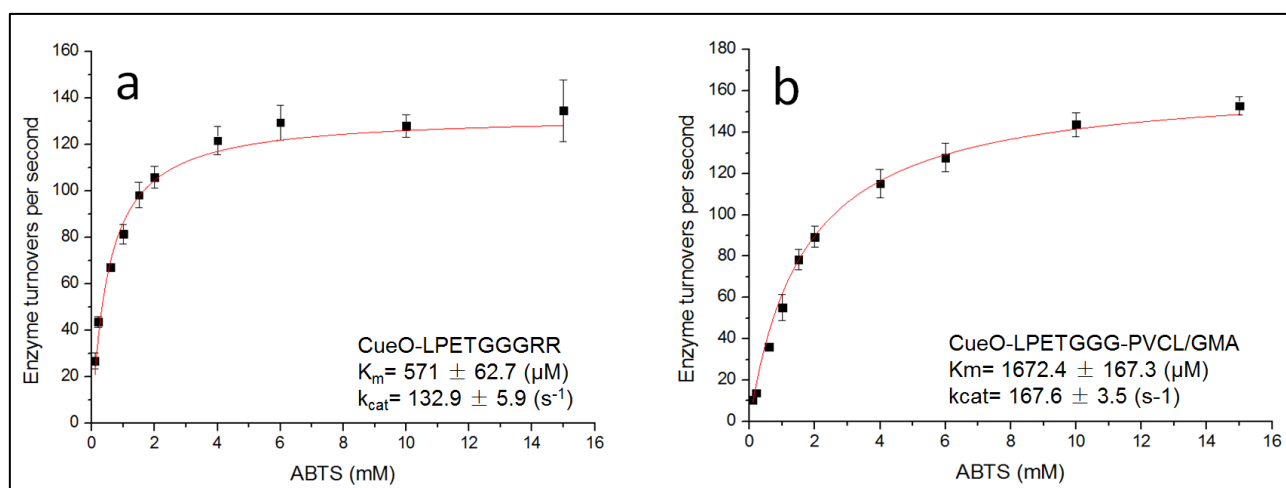 a
Enzyme turnovers per second
160
140
120
100
80
60
40
20
0
CueO-LPETGGGRR
Km= 571 ± 62.7 (µM)
kcat= 132.9 ± 5.9 (s-1)
0 2 4 6 8 10 12 14 16
ABTS (mM)
b
Enzyme turnovers per second
180
160
140
120
100
80
60
40
20
0
CueO-LPETGGG-PVCL/GMA
Km= 1672.4 ± 167.3 (µM)
kcat= 167.6 ± 3.5 (s-1)
0 2 4 6 8 10 12 14 16
ABTS (mM)